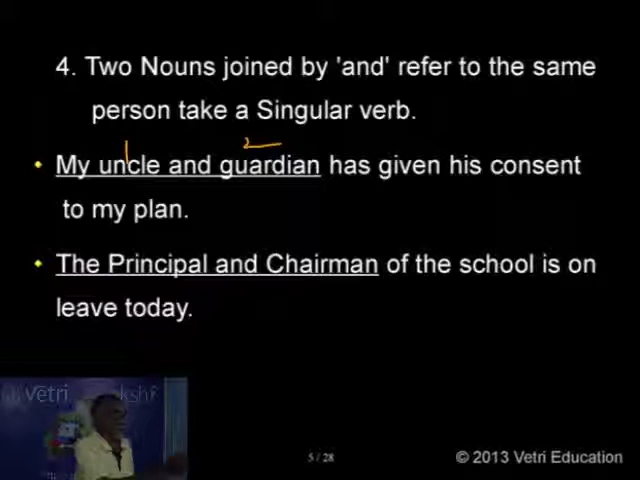 4. Two Nouns joined by 'and' refer to the same
person take a Singular verb.
• My uncle and guardian has given his consent
to my plan.
• The Principal and Chairman of the school is on
leave today.
Vetri
5 / 28
© 2013 Vetri Education